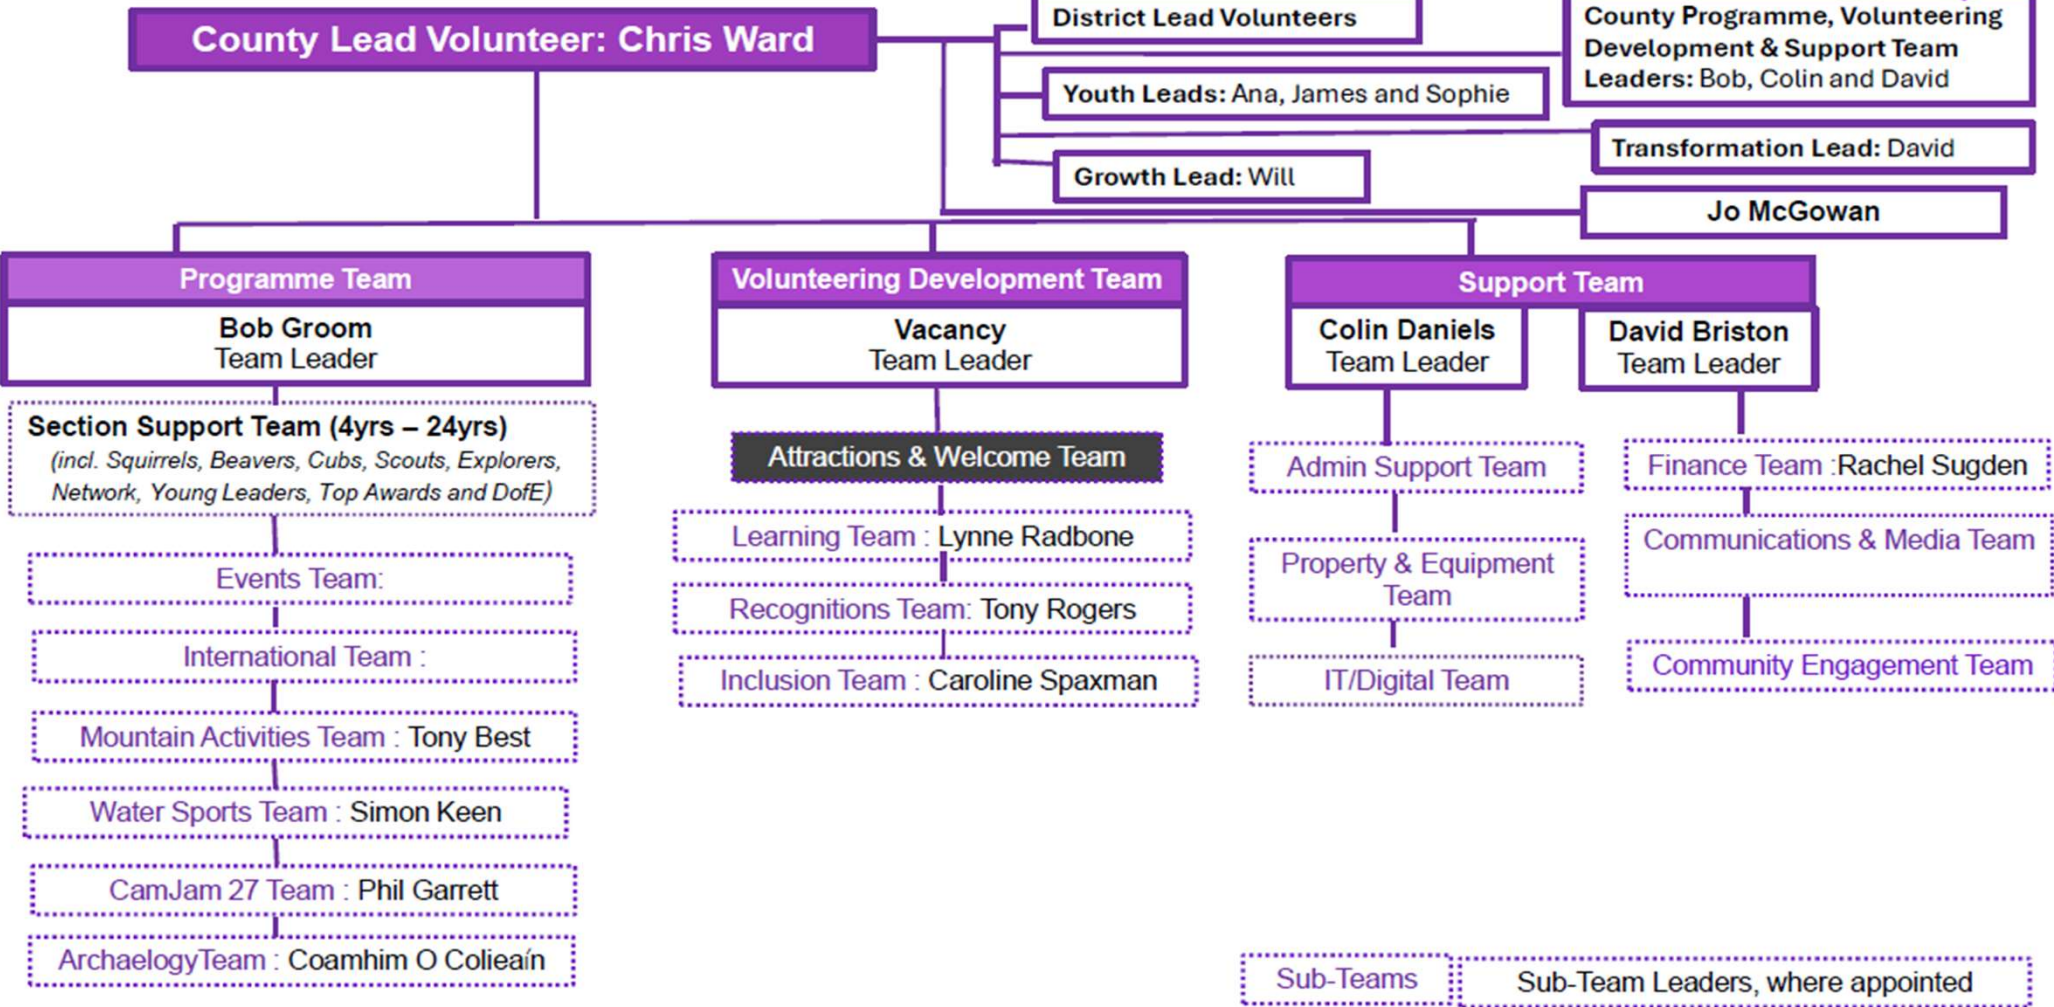 County Lead Volunteer: Chris Ward
District Lead Volunteers
County Programme, Volunteering
Development & Support Team
Leaders: Bob, Colin and David
Youth Leads: Ana, James and Sophie
Transformation Lead: David
Growth Lead: Will
Jo McGowan
Programme Team
Bob Groom
Team Leader
Section Support Team (4yrs – 24yrs)
(incl. Squirrels, Beavers, Cubs, Scouts, Explorers,
Network, Young Leaders, Top Awards and DofE)
Events Team:
International Team :
Mountain Activities Team : Tony Best
Water Sports Team : Simon Keen
CamJam 27 Team : Phil Garrett
ArchaelogyTeam : Coamhim O Colieaín
Volunteering Development Team
Vacancy
Team Leader
Attractions & Welcome Team
Learning Team : Lynne Radbone
Recognitions Team: Tony Rogers
Inclusion Team : Caroline Spaxman
Support Team
Colin Daniels
Team Leader
Admin Support Team
Property & Equipment
Team
IT/Digital Team
David Briston
Team Leader
Finance Team :Rachel Sugden
Communications & Media Team
Community Engagement Team
Sub-Teams
Sub-Team Leaders, where appointed